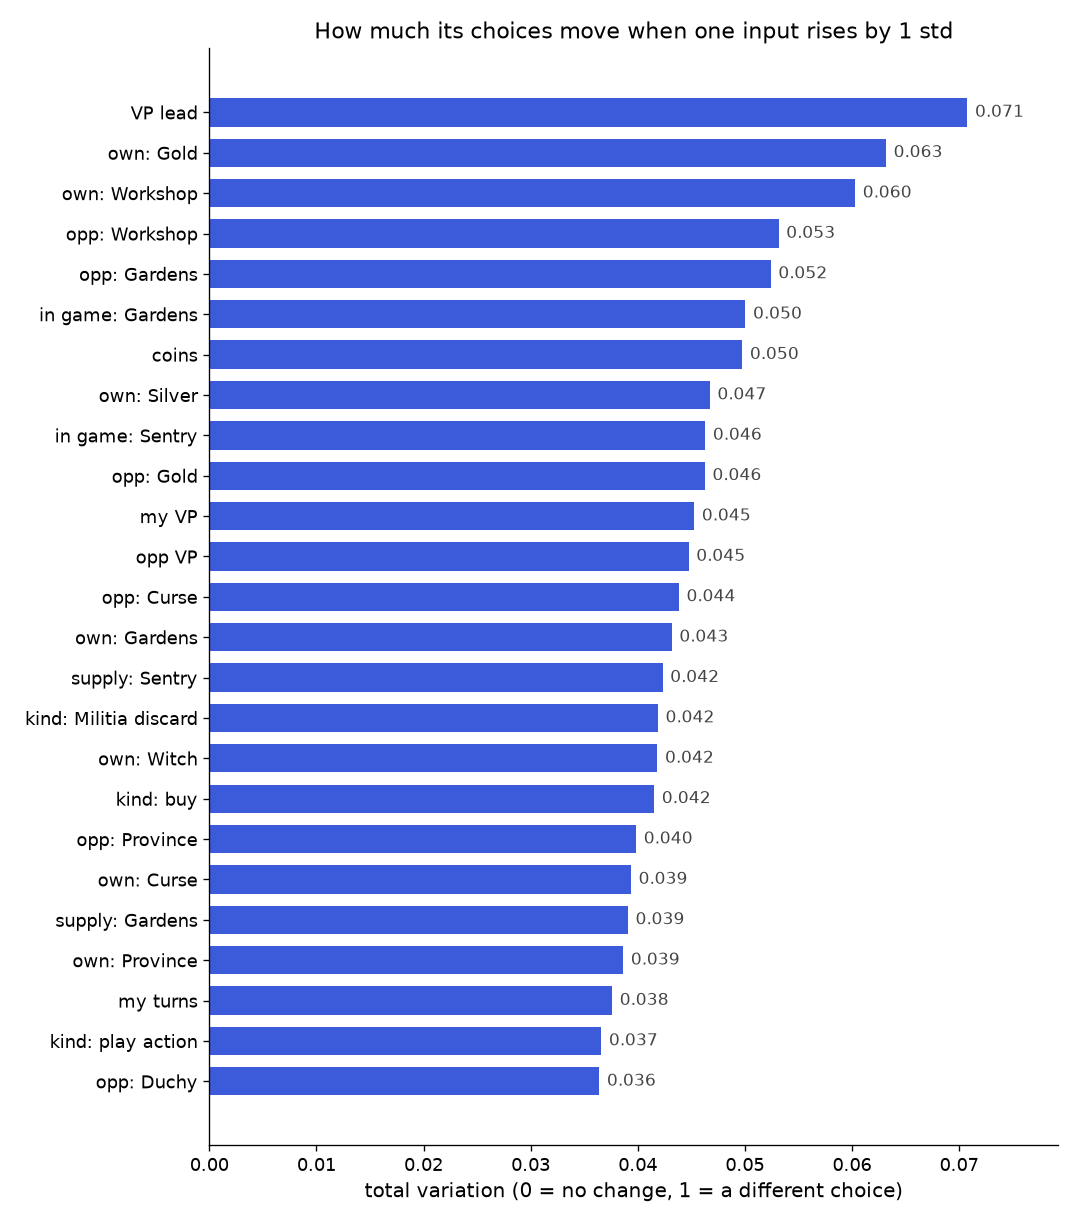 How much its choices move when one input rises by 1 std
VP lead 0.071
own: Gold 0.063
own: Workshop 0.060
opp: Workshop 0.053
opp: Gardens 0.052
in game: Gardens 0.050
coins 0.050
own: Silver 0.047
in game: Sentry 0.046
opp: Gold 0.046
my VP 0.045
opp VP 0.045
opp: Curse 0.044
own: Gardens 0.043
supply: Sentry 0.042
kind: Militia discard 0.042
own: Witch 0.042
kind: buy 0.042
opp: Province 0.040
own: Curse 0.039
supply: Gardens 0.039
own: Province 0.039
my turns 0.038
kind: play action 0.037
opp: Duchy 0.036
0.00 0.01 0.02 0.03 0.04 0.05 0.06 0.07
total variation (0 = no change, 1 = a different choice)